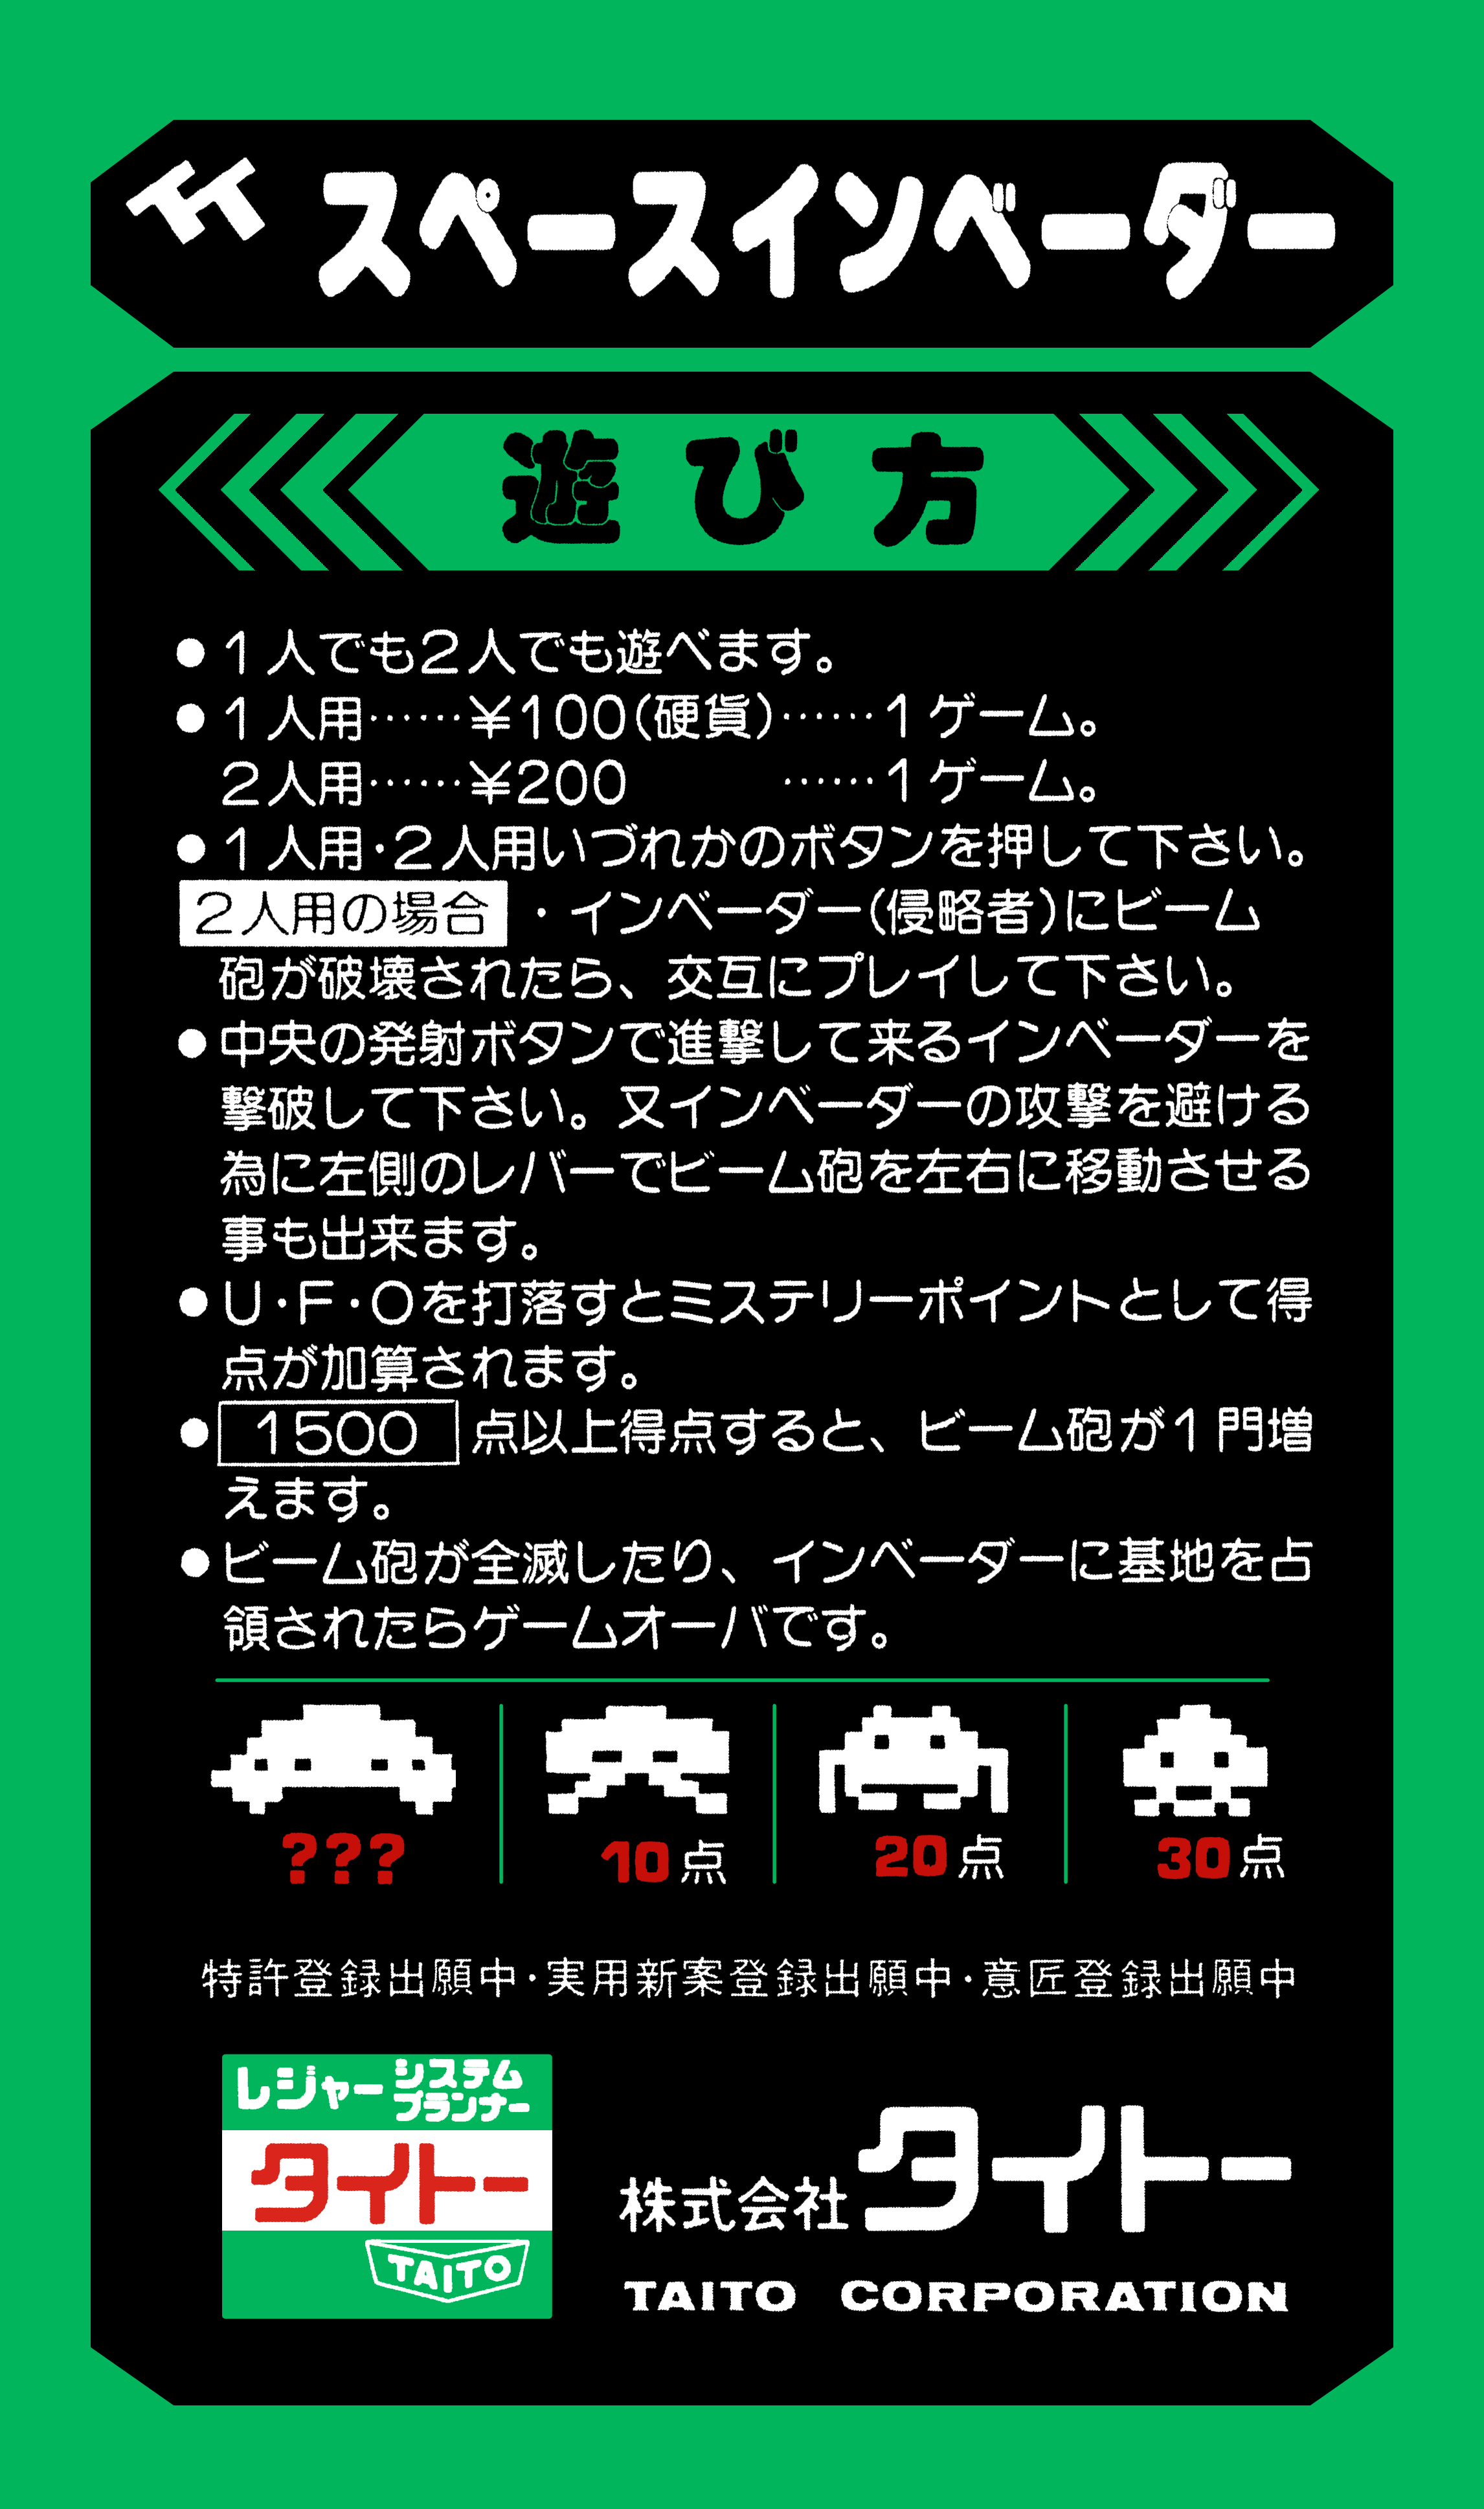 TT スペースインベーダー
遊び方
●1人でも2人でも遊べます。
●1人用……¥100(硬貨)……1ゲーム。
2人用……¥200　　　……1ゲーム。
●1人用·2人用いづれかのボタンを押して下さい。
2人用の場合 ・インベーダー(侵略者)にビーム
砲が破壊されたら、交互にプレイして下さい。
●中央の発射ボタンで進撃して来るインベーダーを
撃破して下さい。又インベーダーの攻撃を避ける
為に左側のレバーでビーム砲を左右に移動させる
事も出来ます。
●U·F·Oを打落すとミステリーポイントとして得
点が加算されます。
●1500 点以上得点すると、ビーム砲が1門増
えます。
●ビーム砲が全滅したり、インベーダーに基地を占
領されたらゲームオーバです。
??? 10点 20点 30点
特許登録出願中·実用新案登録出願中·意匠登録出願中
レジャーシステムプランナー
タイトー
TAITO
株式会社タイトー
TAITO CORPORATION